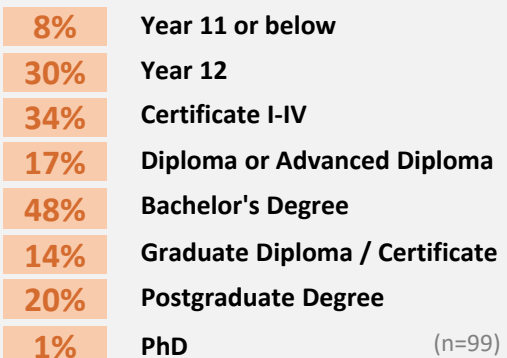 8% Year 11 or below
30% Year 12
34% Certificate I-IV
17% Diploma or Advanced Diploma
48% Bachelor's Degree
14% Graduate Diploma / Certificate
20% Postgraduate Degree
1% PhD (n=99)